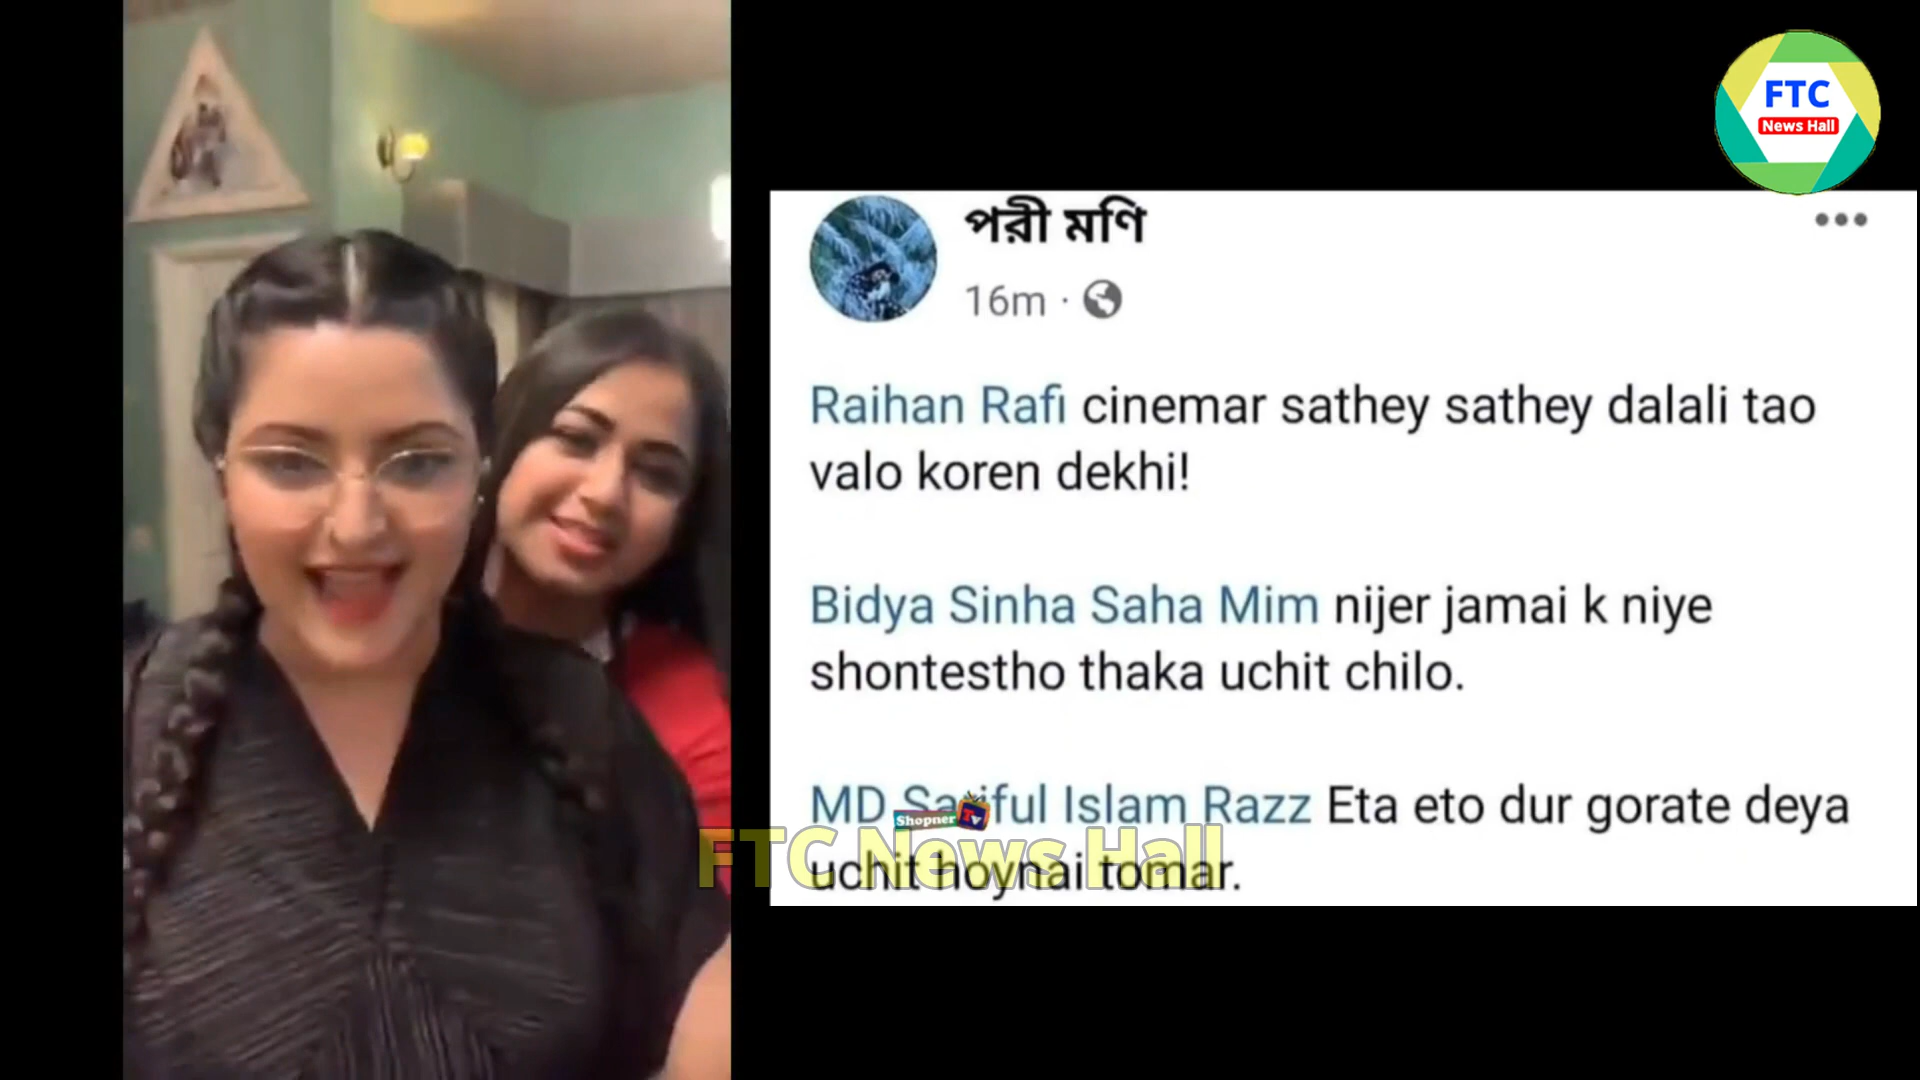 FTC
News Hall
পরী মণি
16m ·
Raihan Rafi cinemar sathey sathey dalali tao
valo koren dekhi!
Bidya Sinha Saha Mim nijer jamai k niye
shontestho thaka uchit chilo.
MD Sariful Islam Razz Eta eto dur gorate deya
Shopner TV
FTC News Hall
uchit hoynai tomar.